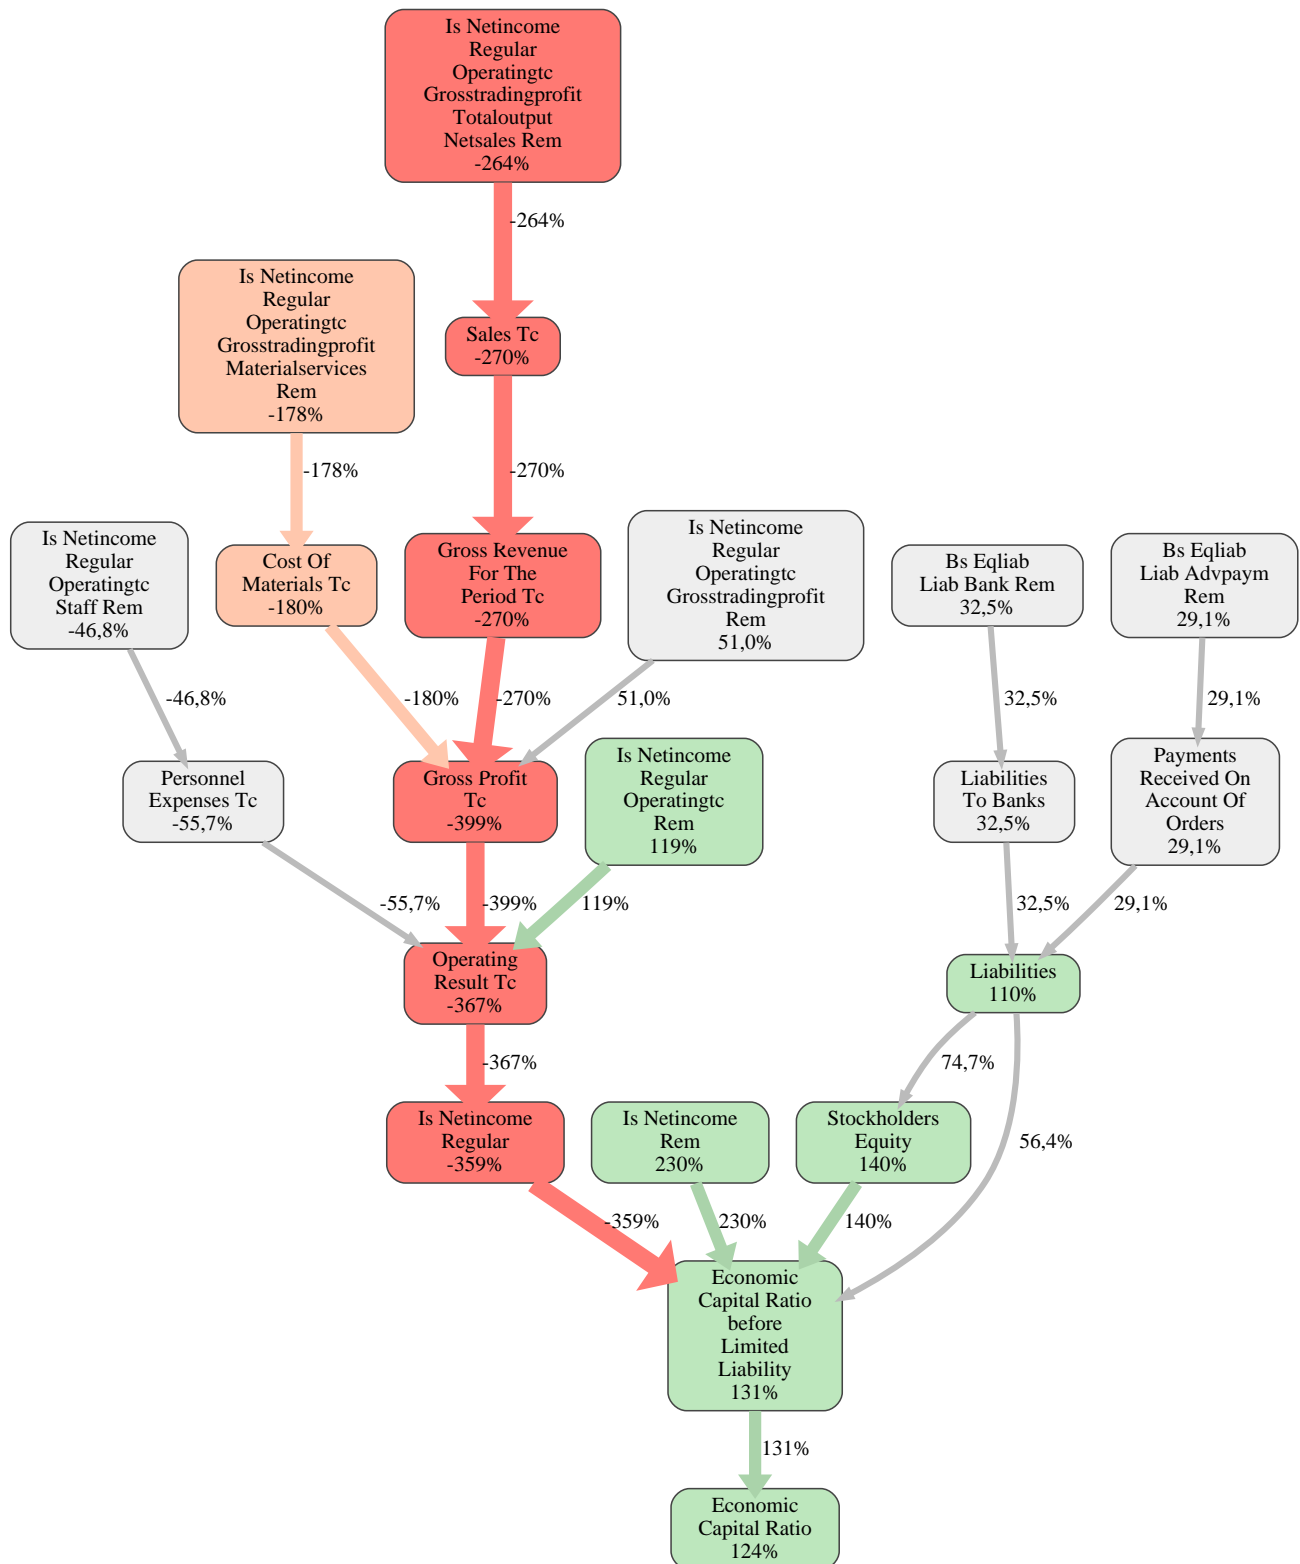 Is Netincome
Regular
Operatingtc
Grosstradingprofit
Totaloutput
Netsales Rem
-264%
-264%
Is Netincome
Regular
Operatingtc
Grosstradingprofit
Materialservices
Rem
-178%
Sales Tc
-270%
-178%
-270%
Is Netincome
Regular
Operatingtc
Staff Rem
-46,8%
Cost Of
Materials Tc
-180%
Gross Revenue
For The
Period Tc
-270%
Is Netincome
Regular
Operatingtc
Grosstradingprofit
Rem
51,0%
Bs Eqliab
Liab Bank Rem
32,5%
Bs Eqliab
Liab Advpaym
Rem
29,1%
-46,8%
-180%
-270%
51,0%
32,5%
29,1%
Personnel
Expenses Tc
-55,7%
Gross Profit
Tc
-399%
Is Netincome
Regular
Operatingtc
Rem
119%
Liabilities
To Banks
32,5%
Payments
Received On
Account Of
Orders
29,1%
-55,7%
-399%
119%
32,5%
29,1%
Operating
Result Tc
-367%
Liabilities
110%
-367%
74,7%
56,4%
Is Netincome
Regular
-359%
Is Netincome
Rem
230%
Stockholders
Equity
140%
-359%
230%
140%
Economic
Capital Ratio
before
Limited
Liability
131%
131%
Economic
Capital Ratio
124%